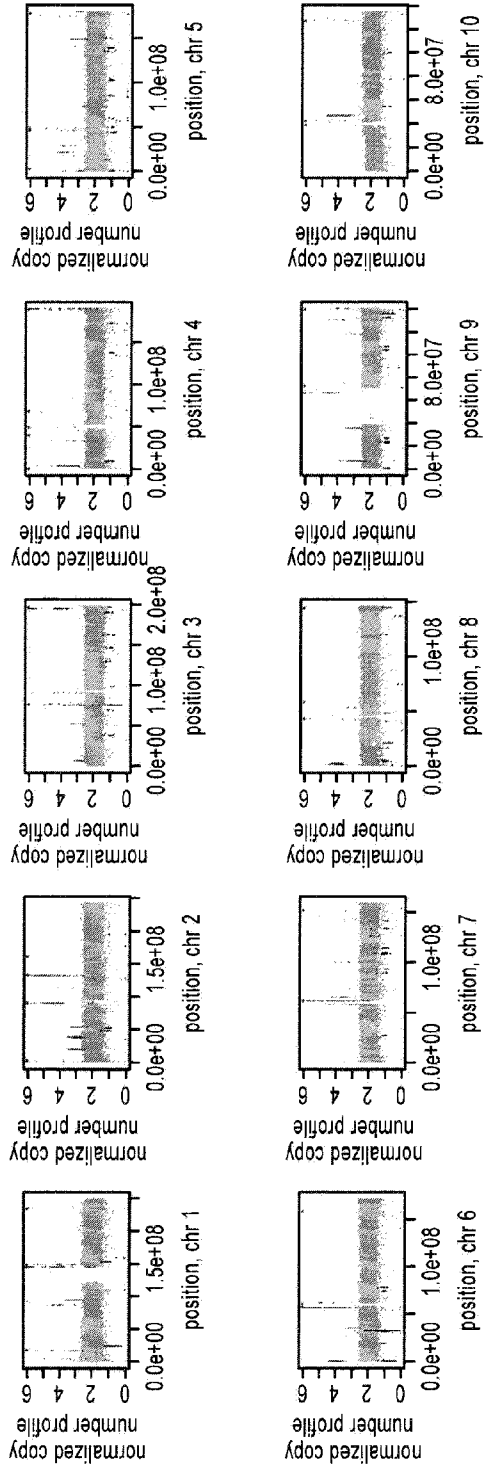 normalized copy
number profile
6
4
2
0
0.0e+00 1.5e+08
position, chr 1
normalized copy
number profile
6
4
2
0
0.0e+00 1.5e+08
position, chr 2
normalized copy
number profile
6
4
2
0
0.0e+00 1.0e+08 2.0e+08
position, chr 3
normalized copy
number profile
6
4
2
0
0.0e+00 1.0e+08
position, chr 4
normalized copy
number profile
6
4
2
0
0.0e+00 1.0e+08
position, chr 5
normalized copy
number profile
6
4
2
0
0.0e+00 1.0e+08
position, chr 6
normalized copy
number profile
6
4
2
0
0.0e+00 1.0e+08
position, chr 7
normalized copy
number profile
6
4
2
0
0.0e+00 1.0e+08
position, chr 8
normalized copy
number profile
6
4
2
0
0.0e+00 8.0e+07
position, chr 9
normalized copy
number profile
6
4
2
0
0.0e+00 8.0e+07
position, chr 10